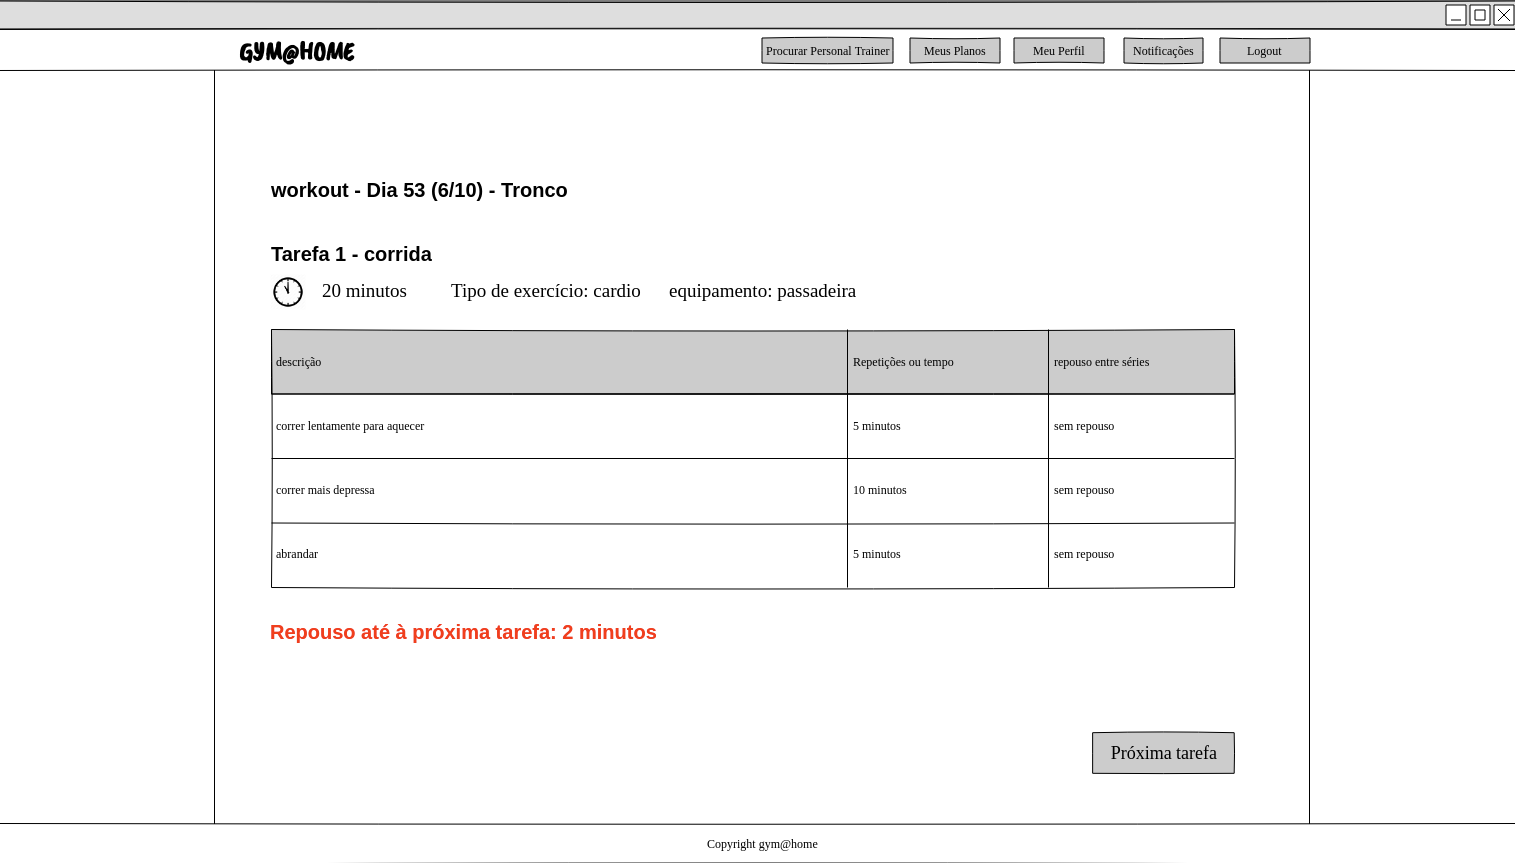 GYM@HOME
Procurar Personal Trainer
Meus Planos
Meu Perfil
Notificações
Logout
workout - Dia 53 (6/10) - Tronco
Tarefa 1 - corrida
20 minutos Tipo de exercício: cardio equipamento: passadeira
descrição Repetições ou tempo repouso entre séries
correr lentamente para aquecer 5 minutos sem repouso
correr mais depressa 10 minutos sem repouso
abrandar 5 minutos sem repouso
Repouso até à próxima tarefa: 2 minutos
Próxima tarefa
Copyright gym@home